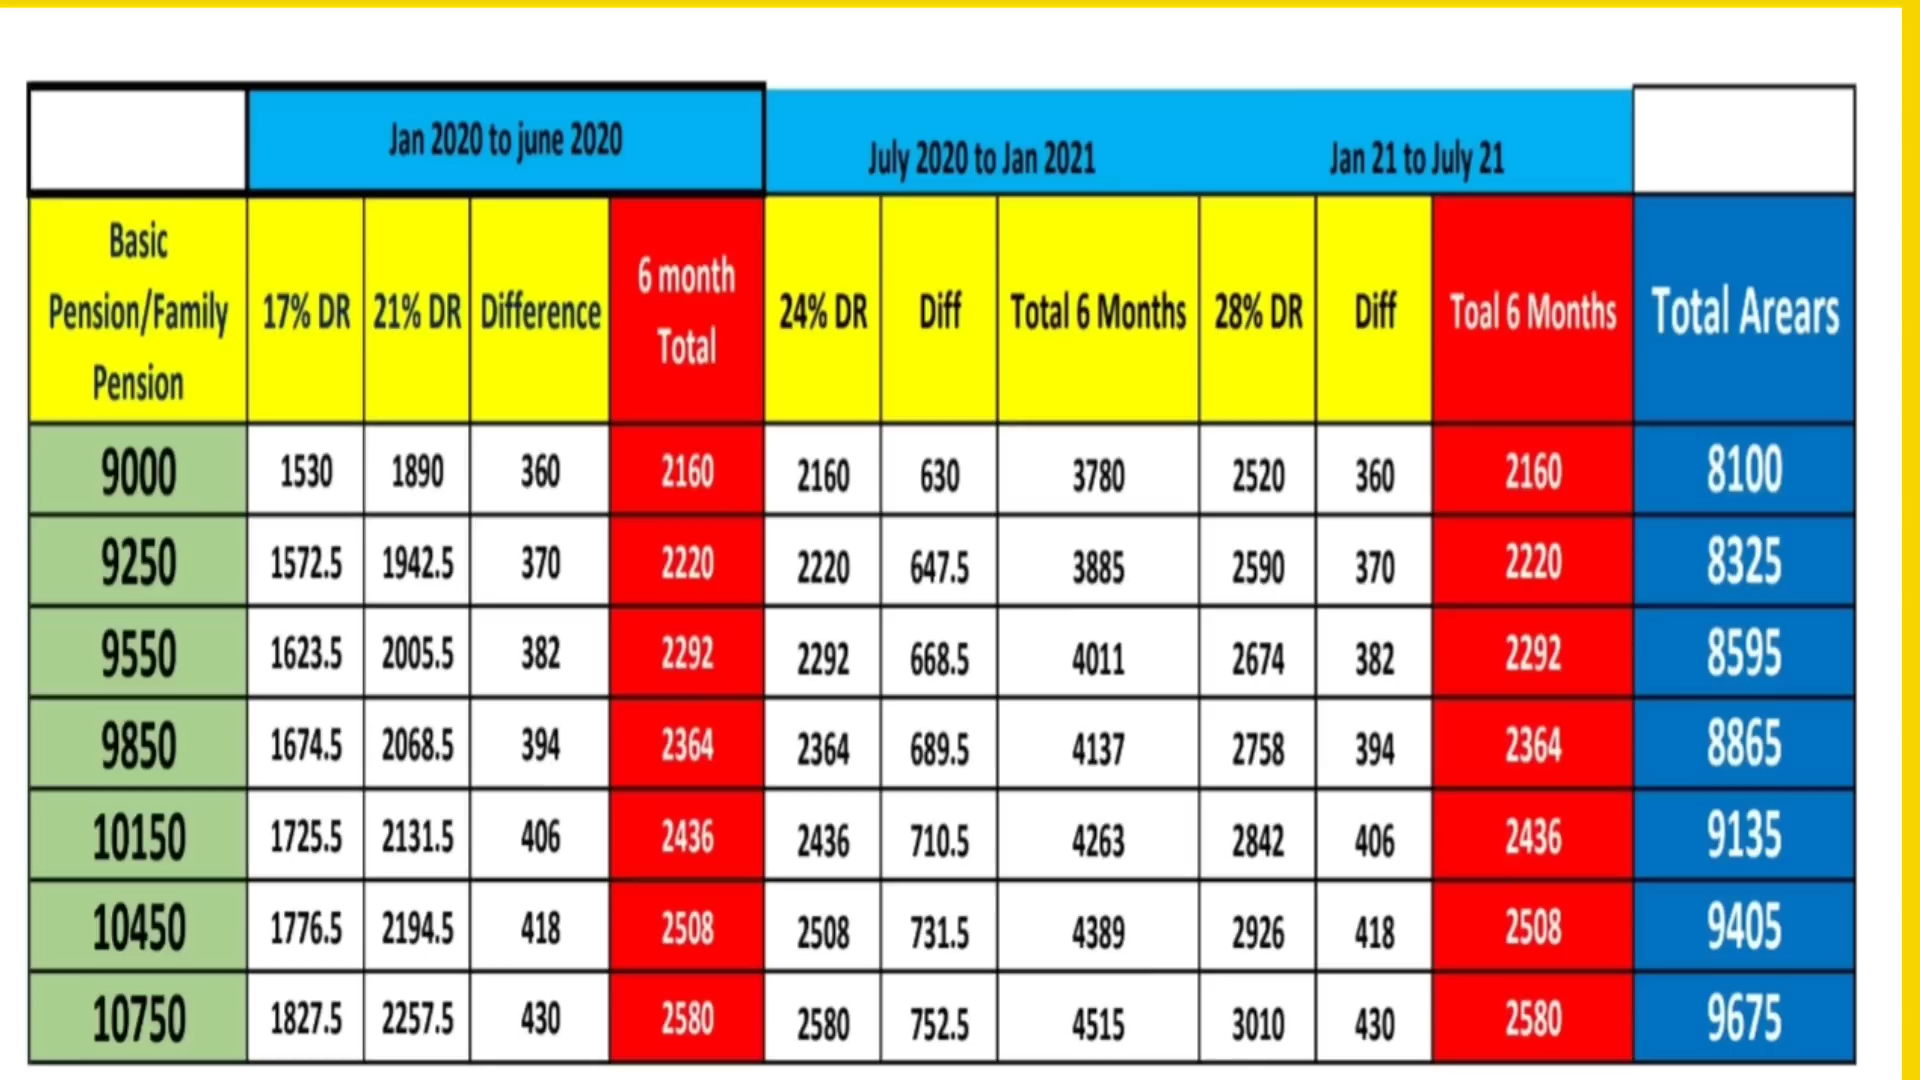 Jan 2020 to june 2020
July 2020 to Jan 2021 Jan 21 to July 21
Basic
Pension/Family
Pension
17% DR 21% DR Difference
6 month
Total
24% DR Diff Total 6 Months 28% DR Diff Toal 6 Months Total Arears
9000 1530 1890 360 2160 2160 630 3780 2520 360 2160 8100
9250 1572.5 1942.5 370 2220 2220 647.5 3885 2590 370 2220 8325
9550 1623.5 2005.5 382 2292 2292 668.5 4011 2674 382 2292 8595
9850 1674.5 2068.5 394 2364 2364 689.5 4137 2758 394 2364 8865
10150 1725.5 2131.5 406 2436 2436 710.5 4263 2842 406 2436 9135
10450 1776.5 2194.5 418 2508 2508 731.5 4389 2926 418 2508 9405
10750 1827.5 2257.5 430 2580 2580 752.5 4515 3010 430 2580 9675